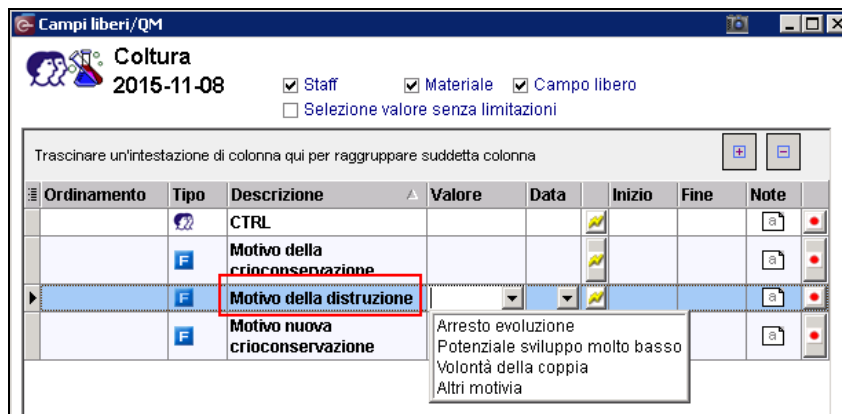 Campi liberi/QM
Coltura
2015-11-08
Staff Materiale Campo libero
Selezione valore senza limitazioni
Trascinare un'intestazione di colonna qui per raggruppare suddetta colonna
Ordinamento Tipo Descrizione Valore Data Inizio Fine Note
CTRL a
F Motivo della
crioconservazione a
F Motivo della distruzione a
F Motivo nuova
crioconservazione a
Arresto evoluzione
Potenziale sviluppo molto basso
Volontà della coppia
Altri motivia